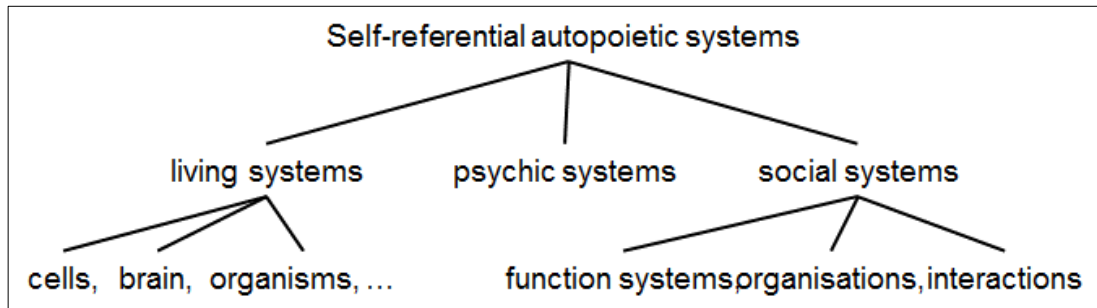 Self-referential autopoietic systems
living systems psychic systems social systems
cells, brain, organisms, … function systems, organisations, interactions